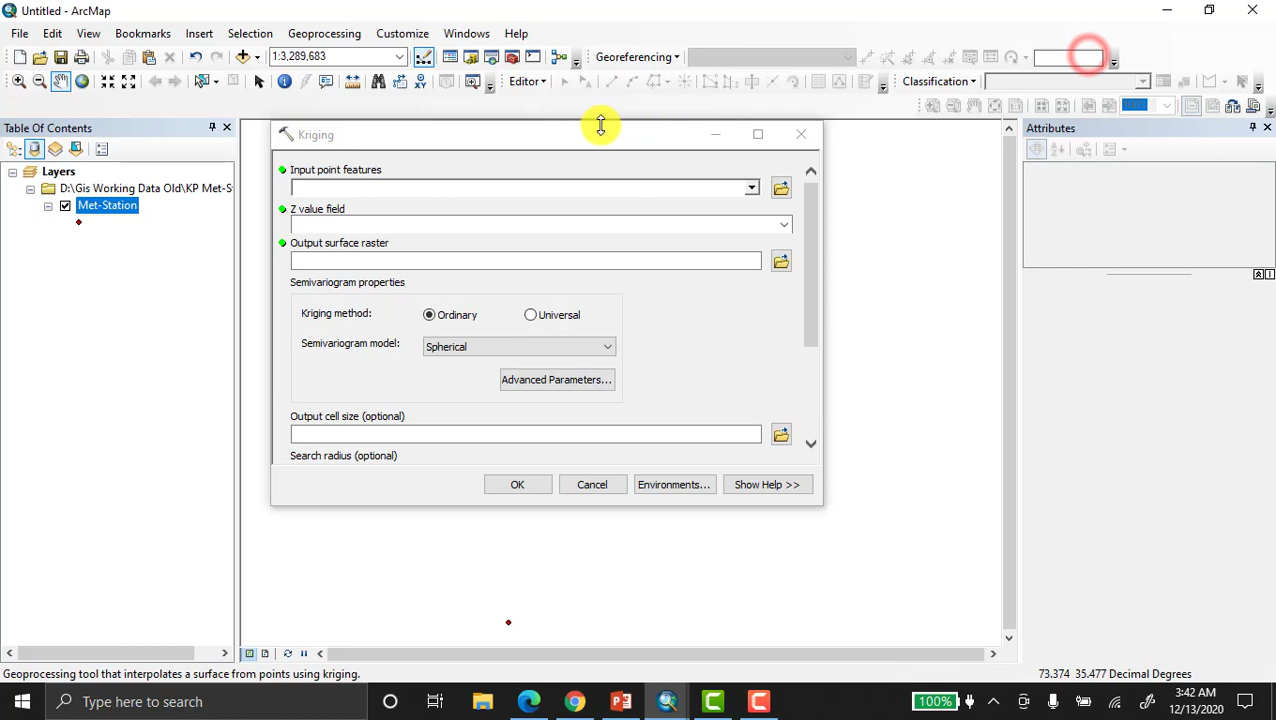 Untitled - ArcMap
File Edit View Bookmarks Insert Selection Geoprocessing Customize Windows Help
1:3,289,683 Georeferencing
Editor Classification
Table Of Contents
Layers
D:\Gis Working Data Old\KP Met-S
Met-Station
Kriging
Input point features
Z value field
Output surface raster
Semivariogram properties
Kriging method: Ordinary Universal
Semivariogram model: Spherical
Advanced Parameters...
Output cell size (optional)
Search radius (optional)
OK Cancel Environments... Show Help >>
Attributes
Geoprocessing tool that interpolates a surface from points using kriging.
73.374 35.477 Decimal Degrees
Type here to search
100%
3:42 AM
12/13/2020